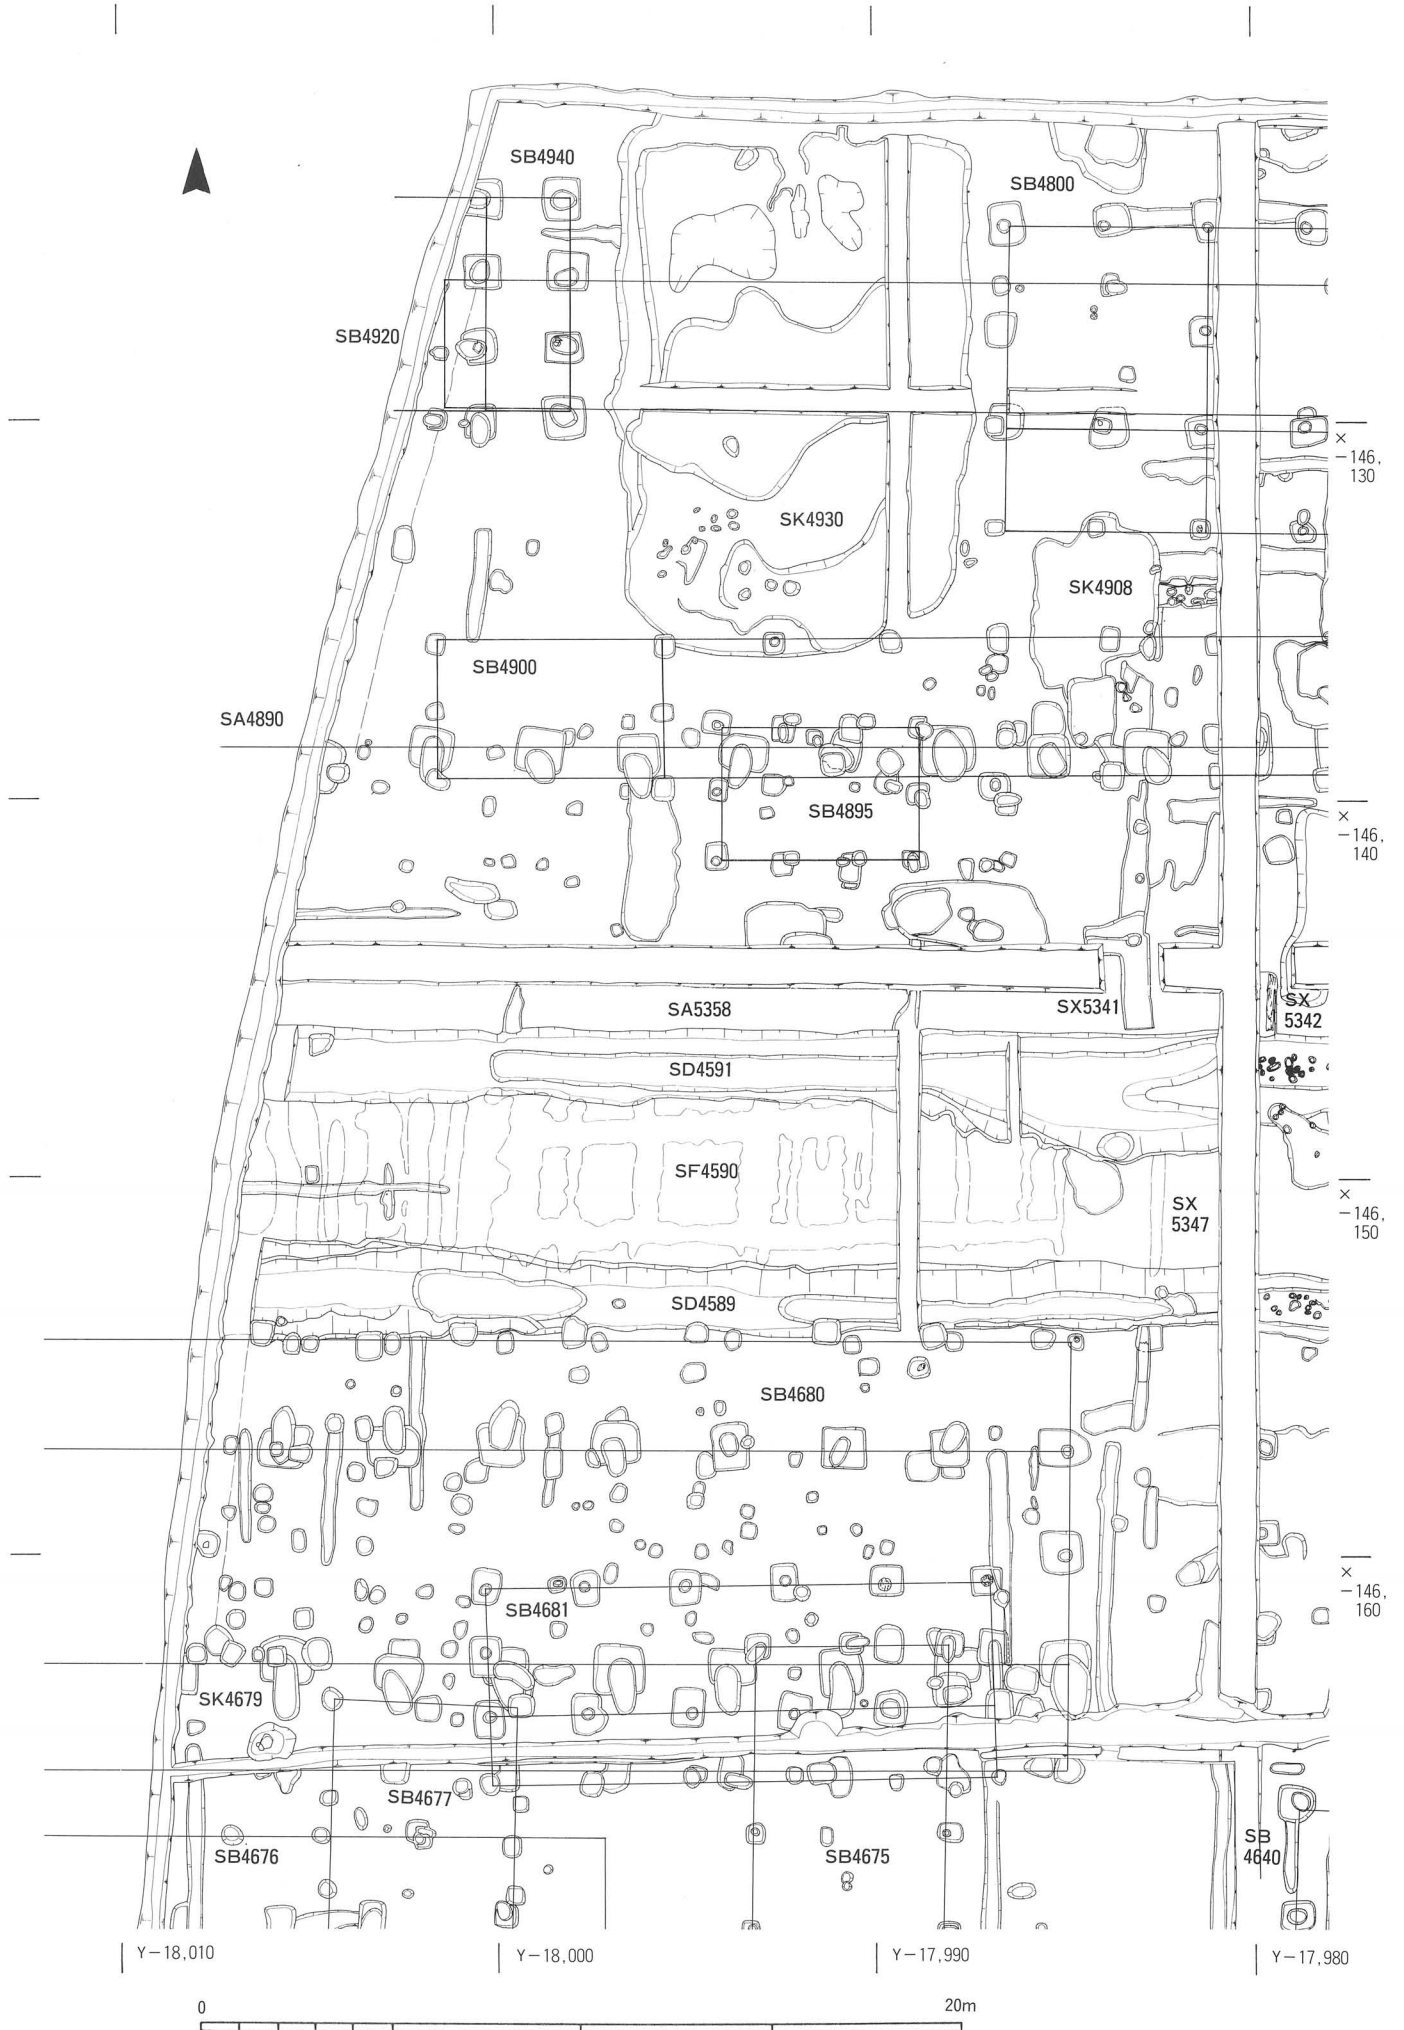 SB4940
SB4800
SB4920
×
−146,
130
SK4930
SK4908
SB4900
SA4890
SB4895
×
−146,
140
SA5358
SX5341
SX
5342
SD4591
SF4590
SX
5347
×
−146,
150
SD4589
SB4680
SB4681
×
−146,
160
SK4679
SB4677
SB4676
SB4675
SB
4640
Y−18,010
Y−18,000
Y−17,990
Y−17,980
0
20m